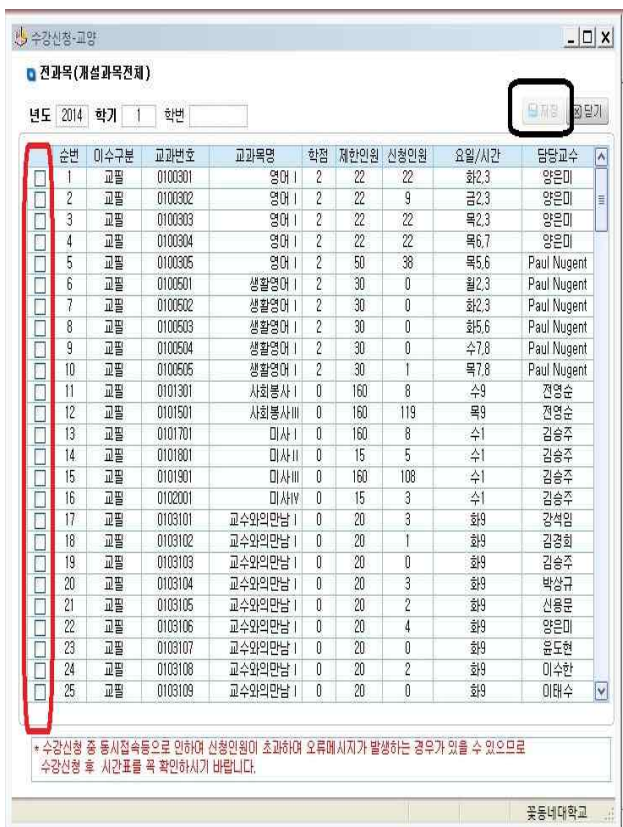 수강신청-교양
전과목(개설과목전체)
년도 2014 학기 1 학번 저장 닫기
순번 이수구분 교과번호 교과목명 학점 제한인원 신청인원 요일/시간 담당교수
1 교필 0100301 영어 I 2 22 22 화2,3 양은미
2 교필 0100302 영어 I 2 22 9 금2,3 양은미
3 교필 0100303 영어 I 2 22 22 목2,3 양은미
4 교필 0100304 영어 I 2 22 22 목6,7 양은미
5 교필 0100305 영어 I 2 50 38 목5,6 Paul Nugent
6 교필 0100501 생활영어 I 2 30 0 월2,3 Paul Nugent
7 교필 0100502 생활영어 I 2 30 0 화2,3 Paul Nugent
8 교필 0100503 생활영어 I 2 30 0 화5,6 Paul Nugent
9 교필 0100504 생활영어 I 2 30 0 수7,8 Paul Nugent
10 교필 0100505 생활영어 I 2 30 1 목7,8 Paul Nugent
11 교필 0101301 사회봉사 I 0 160 8 수9 전영순
12 교필 0101501 사회봉사III 0 160 119 목9 전영순
13 교필 0101701 미사 I 0 160 8 수1 김승주
14 교필 0101801 미사II 0 15 5 수1 김승주
15 교필 0101901 미사III 0 160 108 수1 김승주
16 교필 0102001 미사IV 0 15 3 수1 김승주
17 교필 0103101 교수와의만남 I 0 20 3 화9 강석임
18 교필 0103102 교수와의만남 I 0 20 1 화9 김경희
19 교필 0103103 교수와의만남 I 0 20 0 화9 김승주
20 교필 0103104 교수와의만남 I 0 20 3 화9 박상규
21 교필 0103105 교수와의만남 I 0 20 2 화9 신용문
22 교필 0103106 교수와의만남 I 0 20 4 화9 양은미
23 교필 0103107 교수와의만남 I 0 20 0 화9 윤도현
24 교필 0103108 교수와의만남 I 0 20 2 화9 이수한
25 교필 0103109 교수와의만남 I 0 20 0 화9 이태수
* 수강신청 중 동시접속등으로 인하여 신청인원이 초과하여 오류메시지가 발생하는 경우가 있을 수 있으므로
수강신청 후 시간표를 꼭 확인하시기 바랍니다.
꽃동네대학교